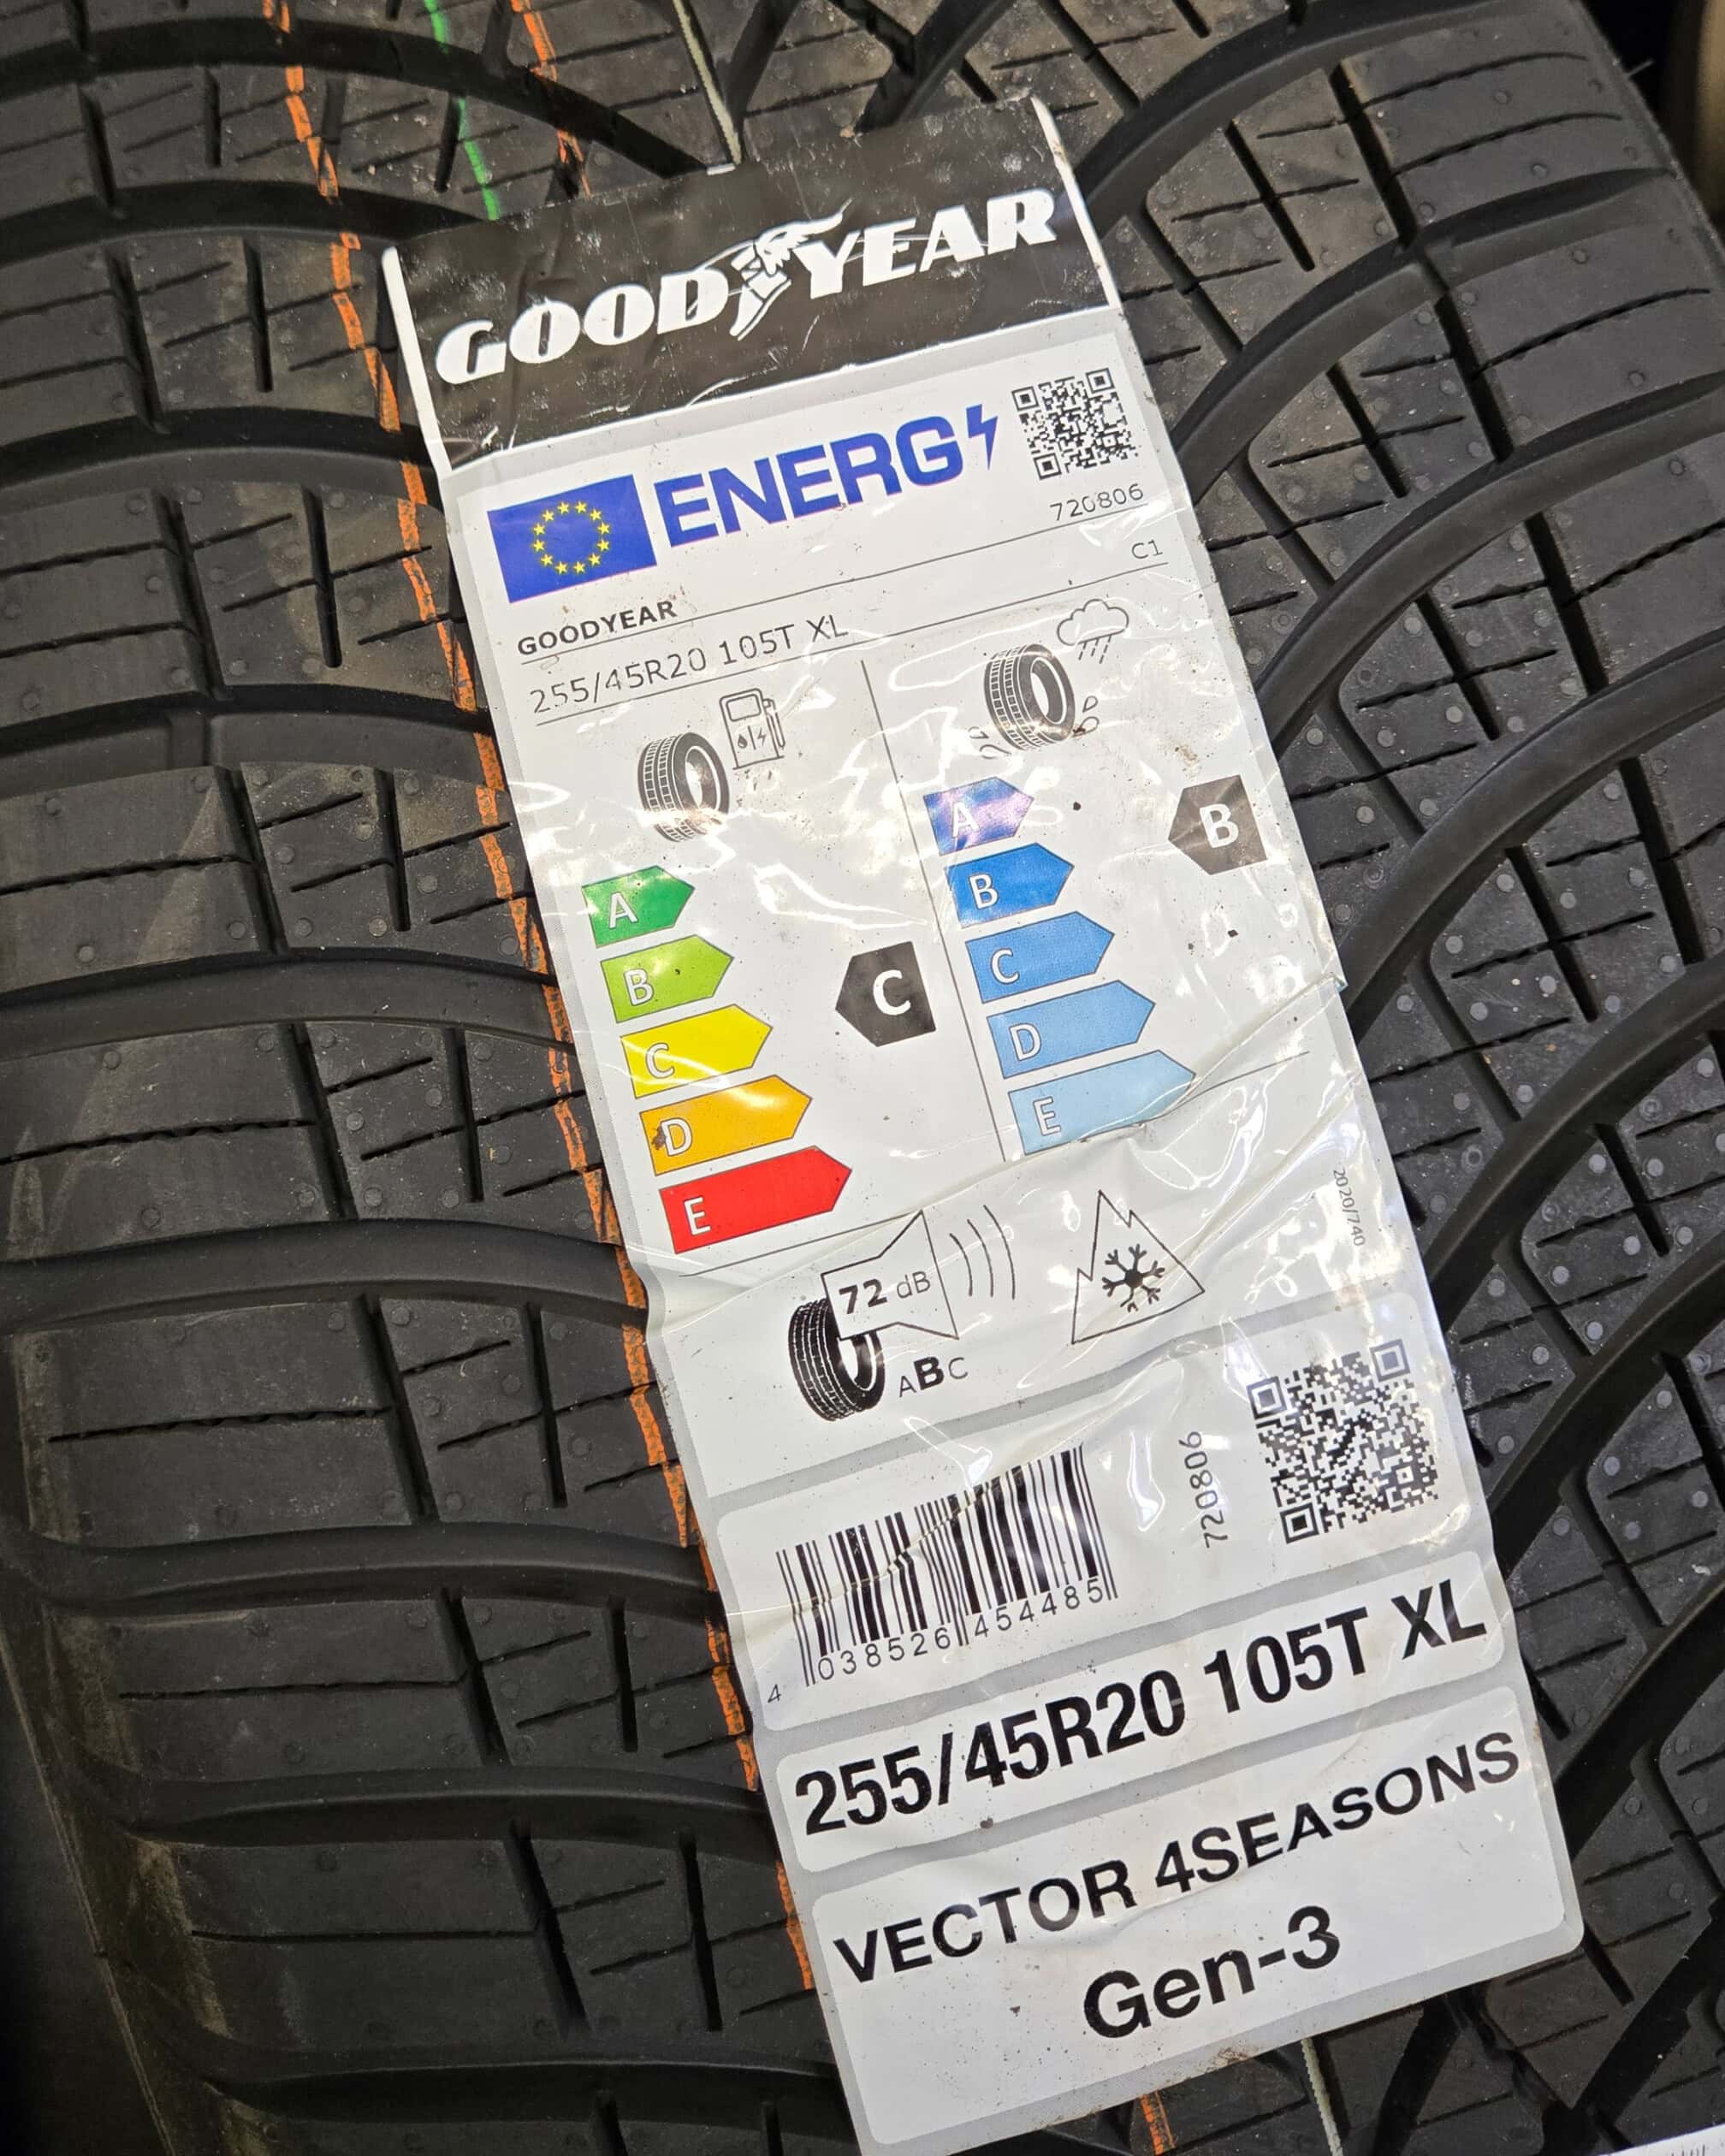 GOODYEAR
ENERG
720806
GOODYEAR
C1
255/45R20 105T XL
A
B
C
D
E
C
A
B
C
D
E
B
72 dB
ABC
2020/740
4 038526 454485
720806
255/45R20 105T XL
VECTOR 4SEASONS
Gen-3